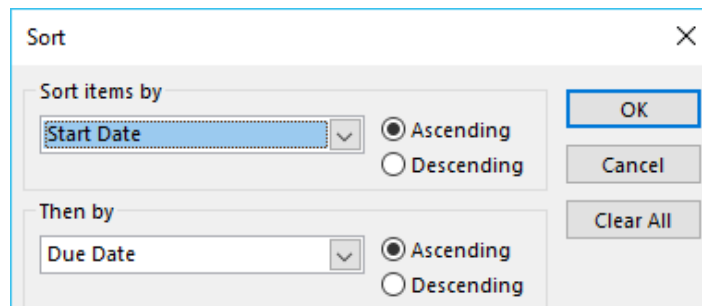 Sort
Sort items by
Start Date
Ascending
Descending
OK
Cancel
Clear All
Then by
Due Date
Ascending
Descending